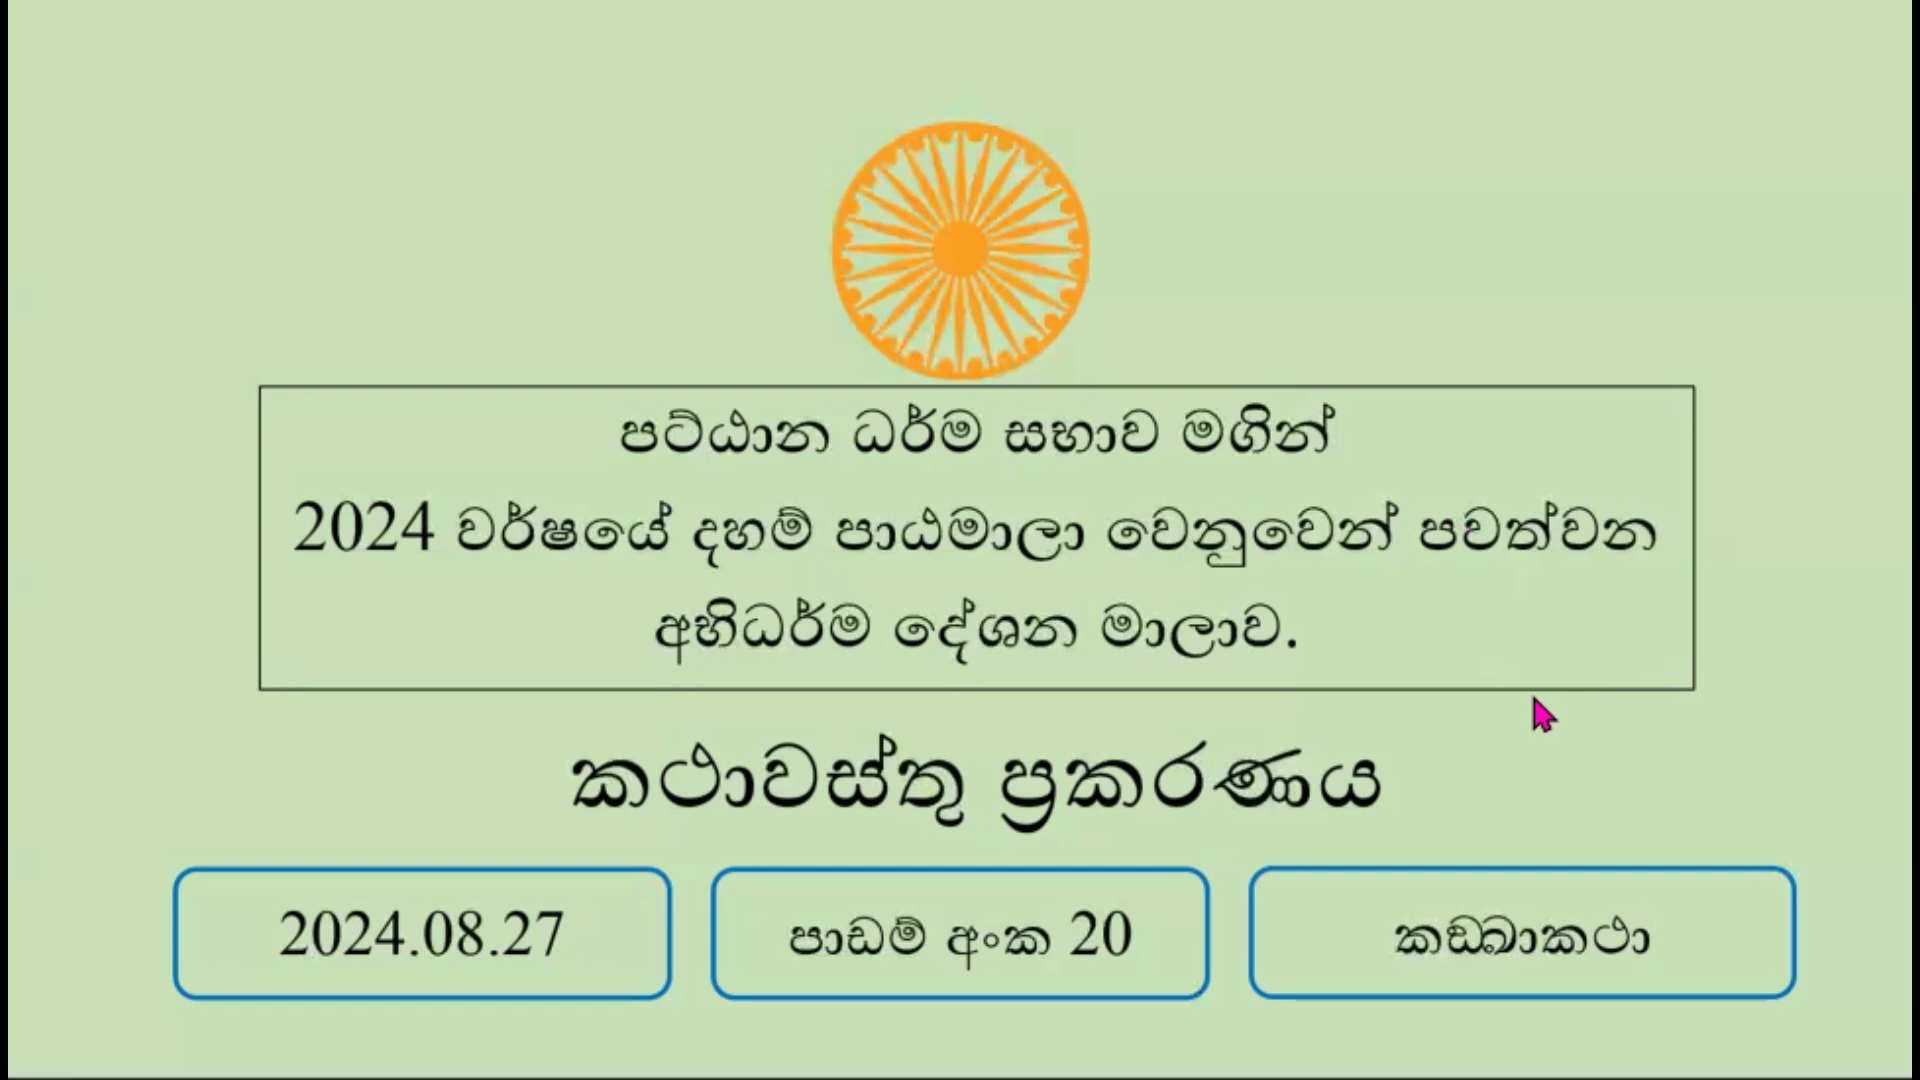 පට්ඨාන ධර්ම සභාව මගින්
2024 වර්ෂයේ දහම් පාඨමාලා වෙනුවෙන් පවත්වන
අභිධර්ම දේශන මාලාව.
කථාවස්තු ප්‍රකරණය
2024.08.27
පාඩම් අංක 20
කඞ්ඛාකථා